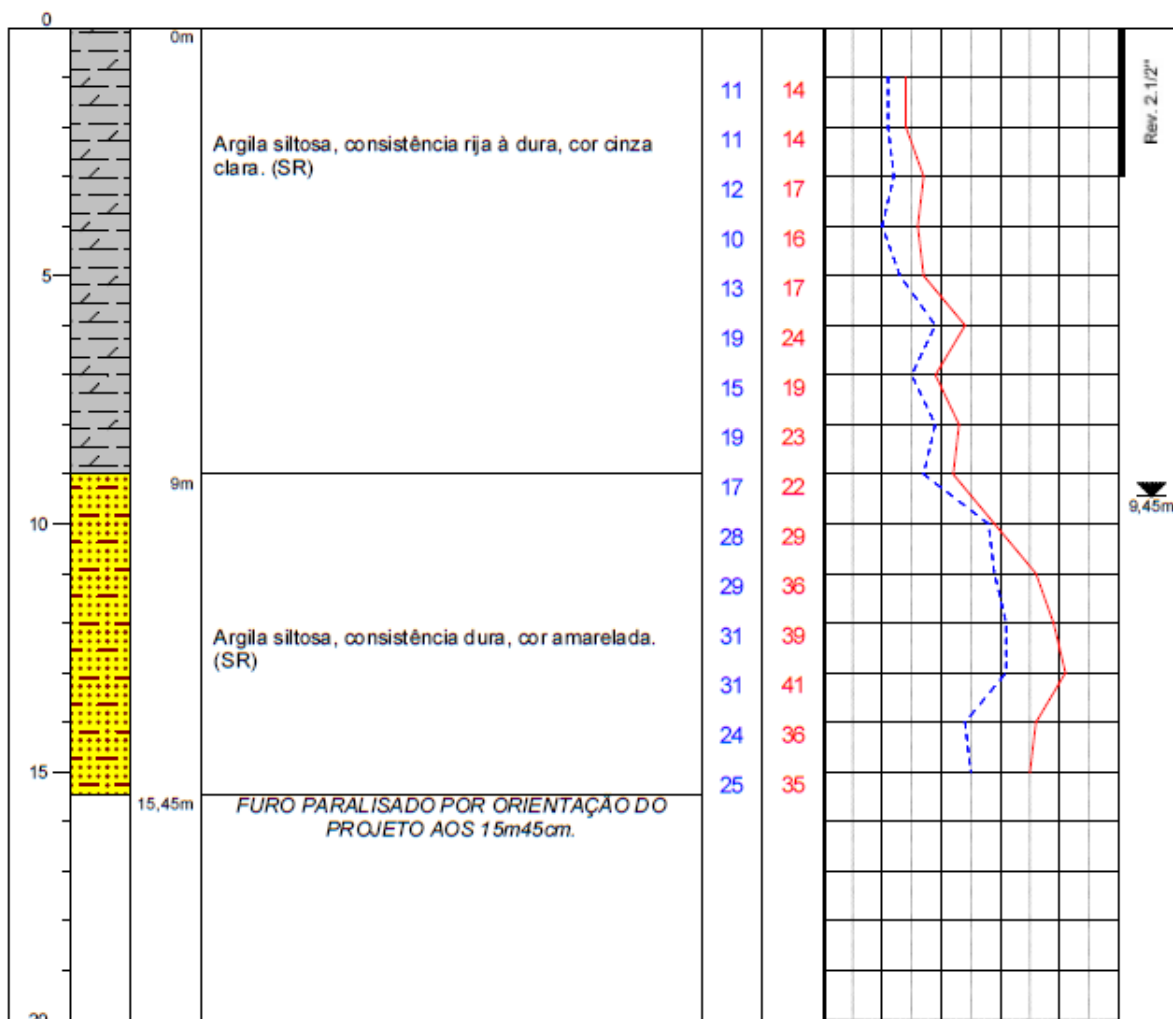 0
0m
Rev. 2.1/2"
11 14
Argila siltosa, consistência rija à dura, cor cinza
clara. (SR)
11 14
12 17
10 16
5
13 17
19 24
15 19
19 23
9m
17 22
9,45m
10
28 29
29 36
Argila siltosa, consistência dura, cor amarelada.
(SR)
31 39
31 41
24 36
15
25 35
15,45m
FURO PARALISADO POR ORIENTAÇÃO DO
PROJETO AOS 15m45cm.
20